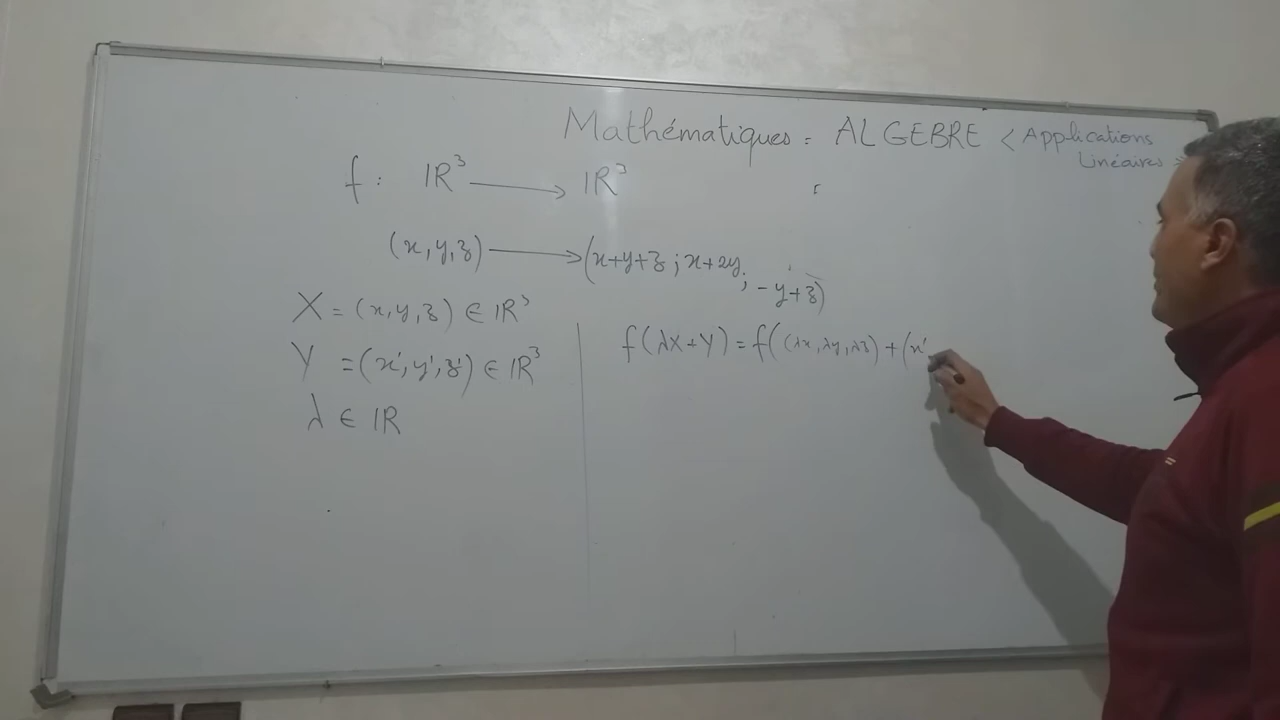 Mathématiques = ALGEBRE < Applications
Linéaires >
f : IR³ ⟶ IR³
(x, y, z) ⟶ (x+y+z ; x+2y ;
-y+z)
X = (x, y, z) ∈ IR³
Y = (x', y', z') ∈ IR³
λ ∈ IR
f(λX+Y) = f((λx, λy, λz) + (x'